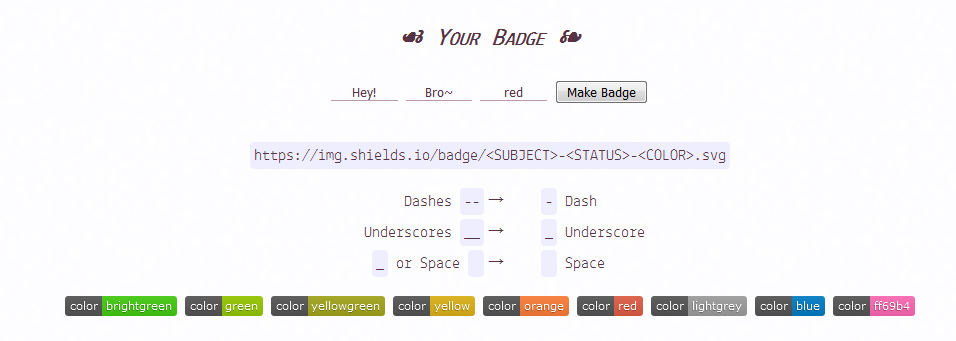 ☙ Your Badge ❧
Hey! Bro~ red Make Badge
https://img.shields.io/badge/<SUBJECT>-<STATUS>-<COLOR>.svg
Dashes -- → - Dash
Underscores __ → _ Underscore
_ or Space → Space
color brightgreen color green color yellowgreen color yellow color orange color red color lightgrey color blue color ff69b4